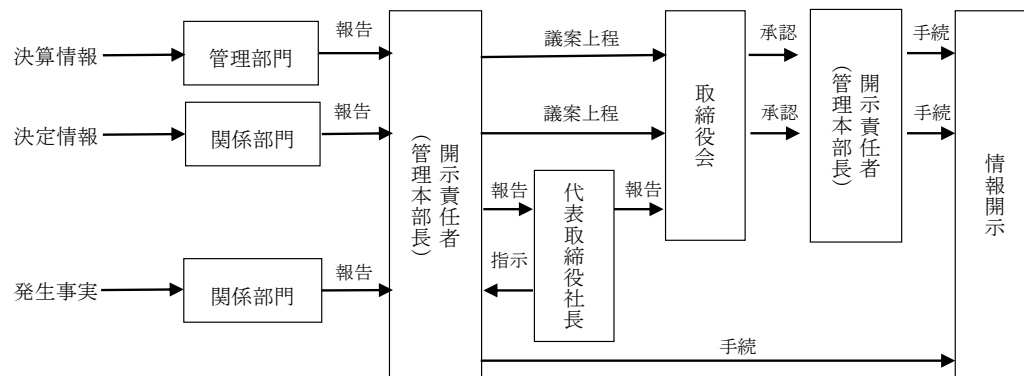 決算情報
管理部門
報告
決定情報
関係部門
報告
発生事実
関係部門
報告
開示責任者
（管理本部長）
議案上程
議案上程
報告
指示
代表取締役社長
報告
取締役会
承認
承認
開示責任者
（管理本部長）
手続
手続
手続
情報開示